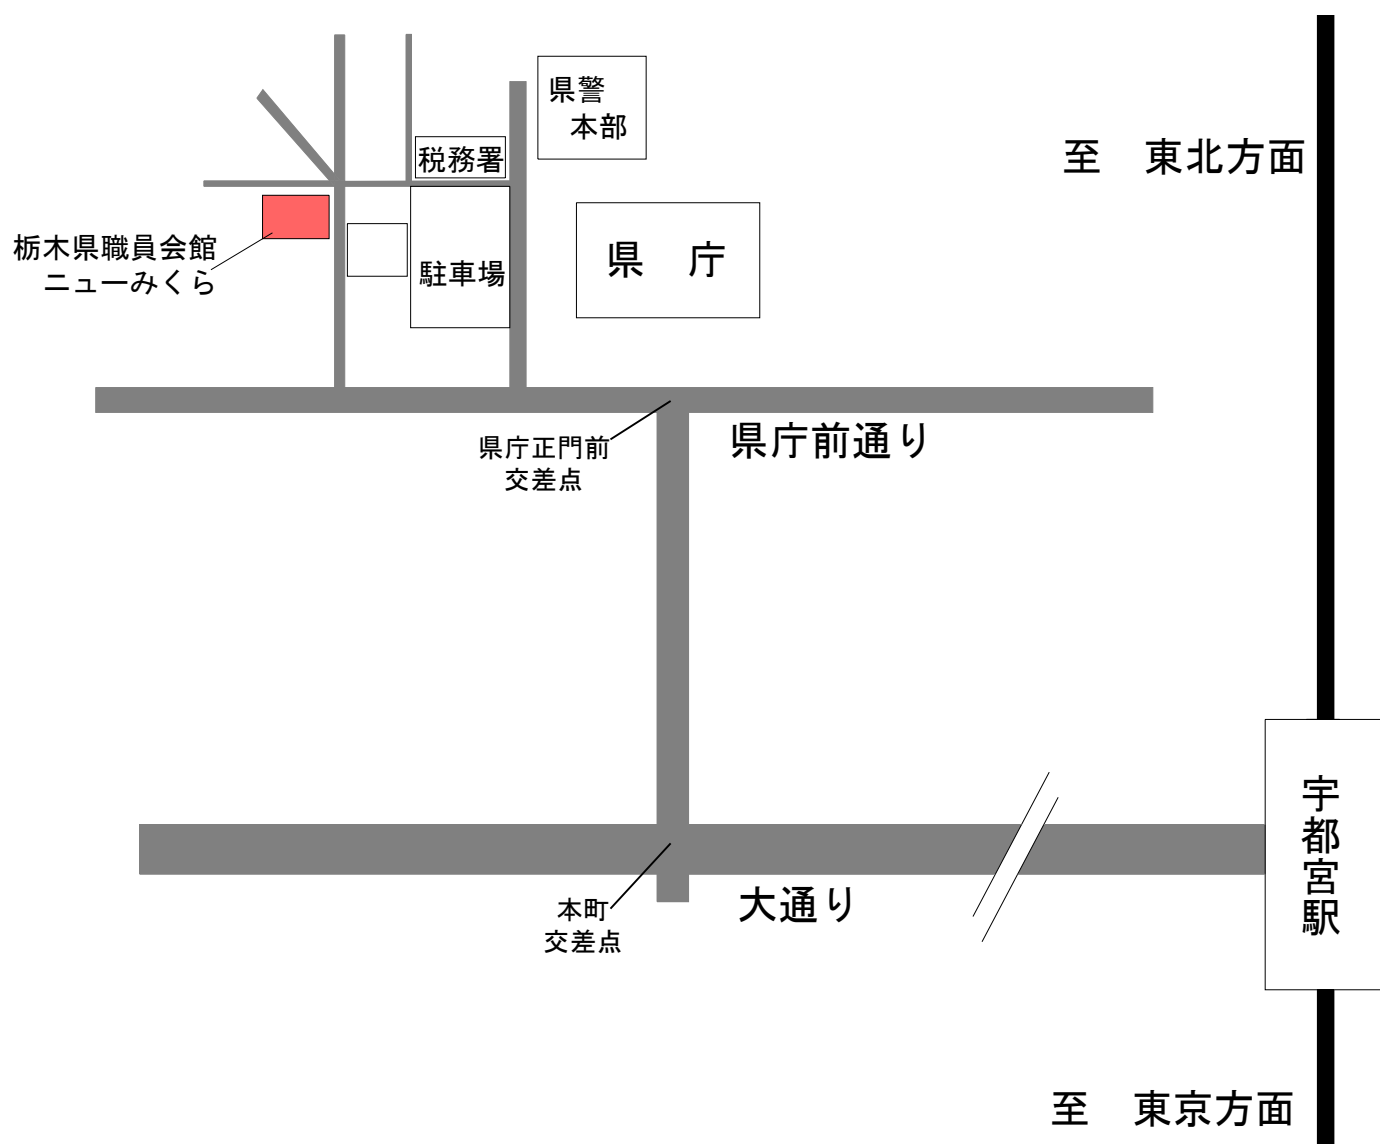 県警
本部
至　東北方面
税務署
県　庁
栃木県職員会館
ニューみくら
駐車場
県庁前通り
県庁正門前
交差点
宇都宮駅
大通り
本町
交差点
至　東京方面